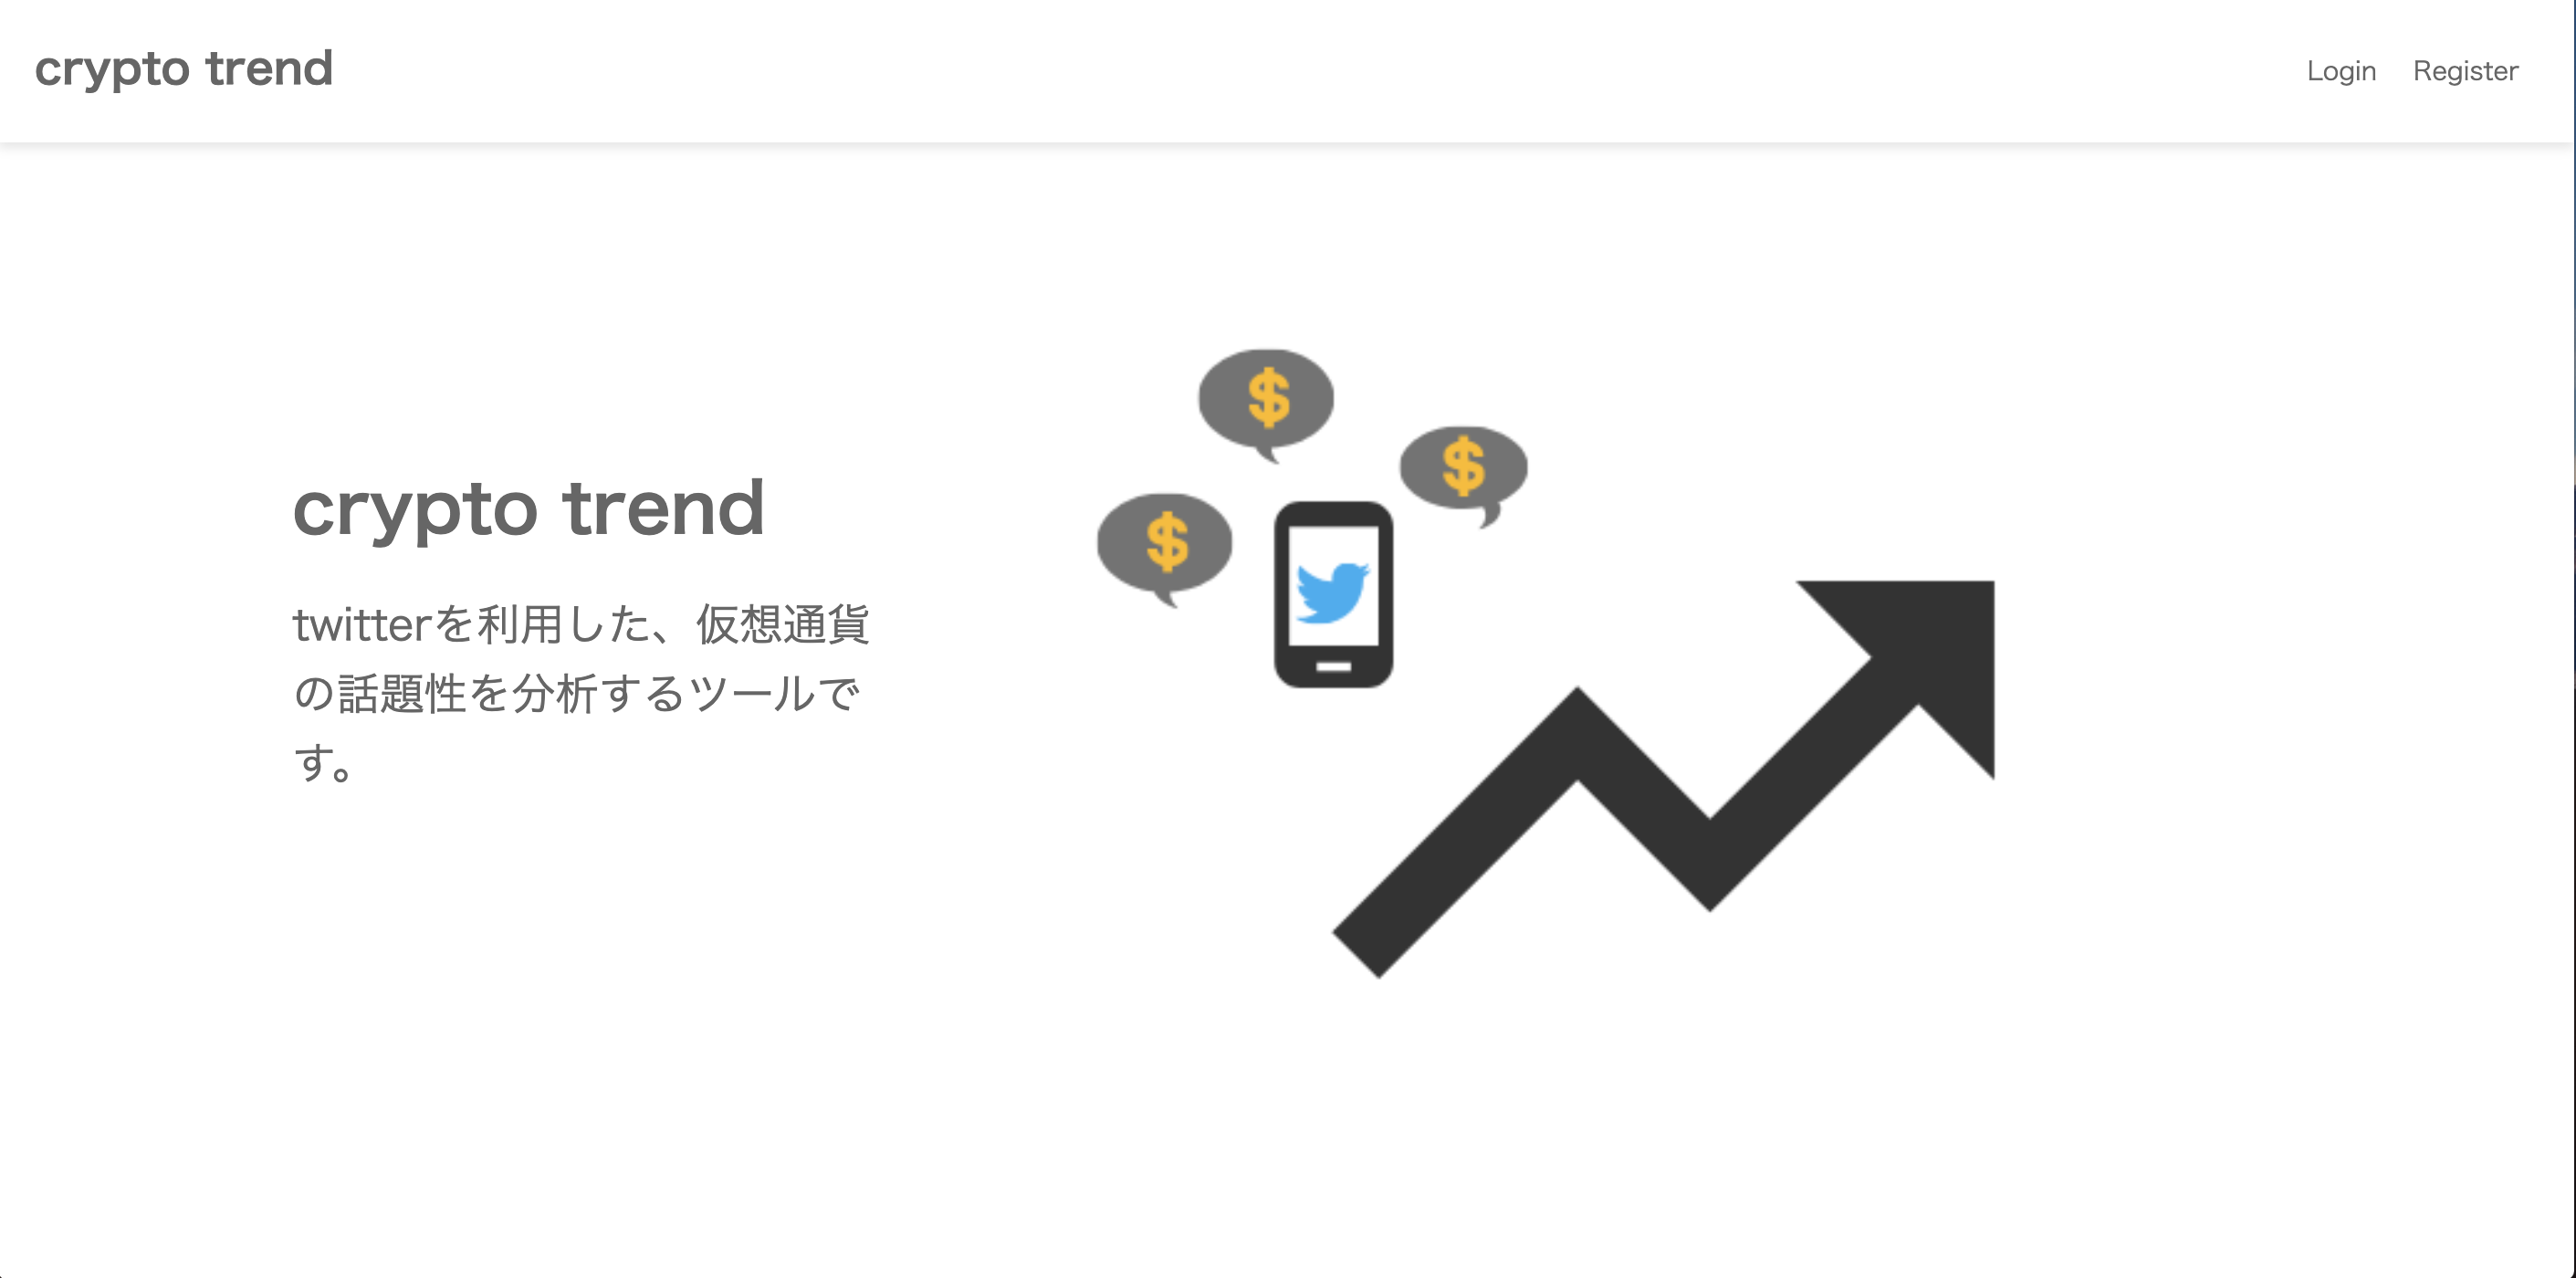 crypto trend
Login Register
crypto trend
twitterを利用した、仮想通貨
の話題性を分析するツールで
す。
$
$
$